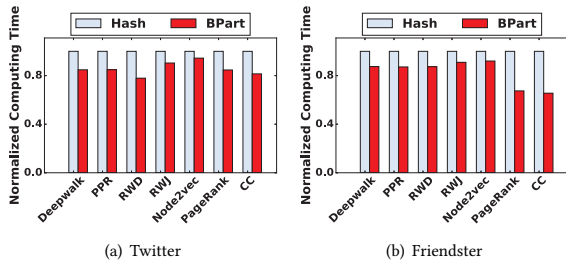 Hash BPart
Normalized Computing Time
0.8
0.4
0.0
Deepwalk
PPR
RWD
RWJ
Node2vec
PageRank
CC
(a) Twitter
Hash BPart
Normalized Computing Time
0.8
0.4
0.0
Deepwalk
PPR
RWD
RWJ
Node2vec
PageRank
CC
(b) Friendster